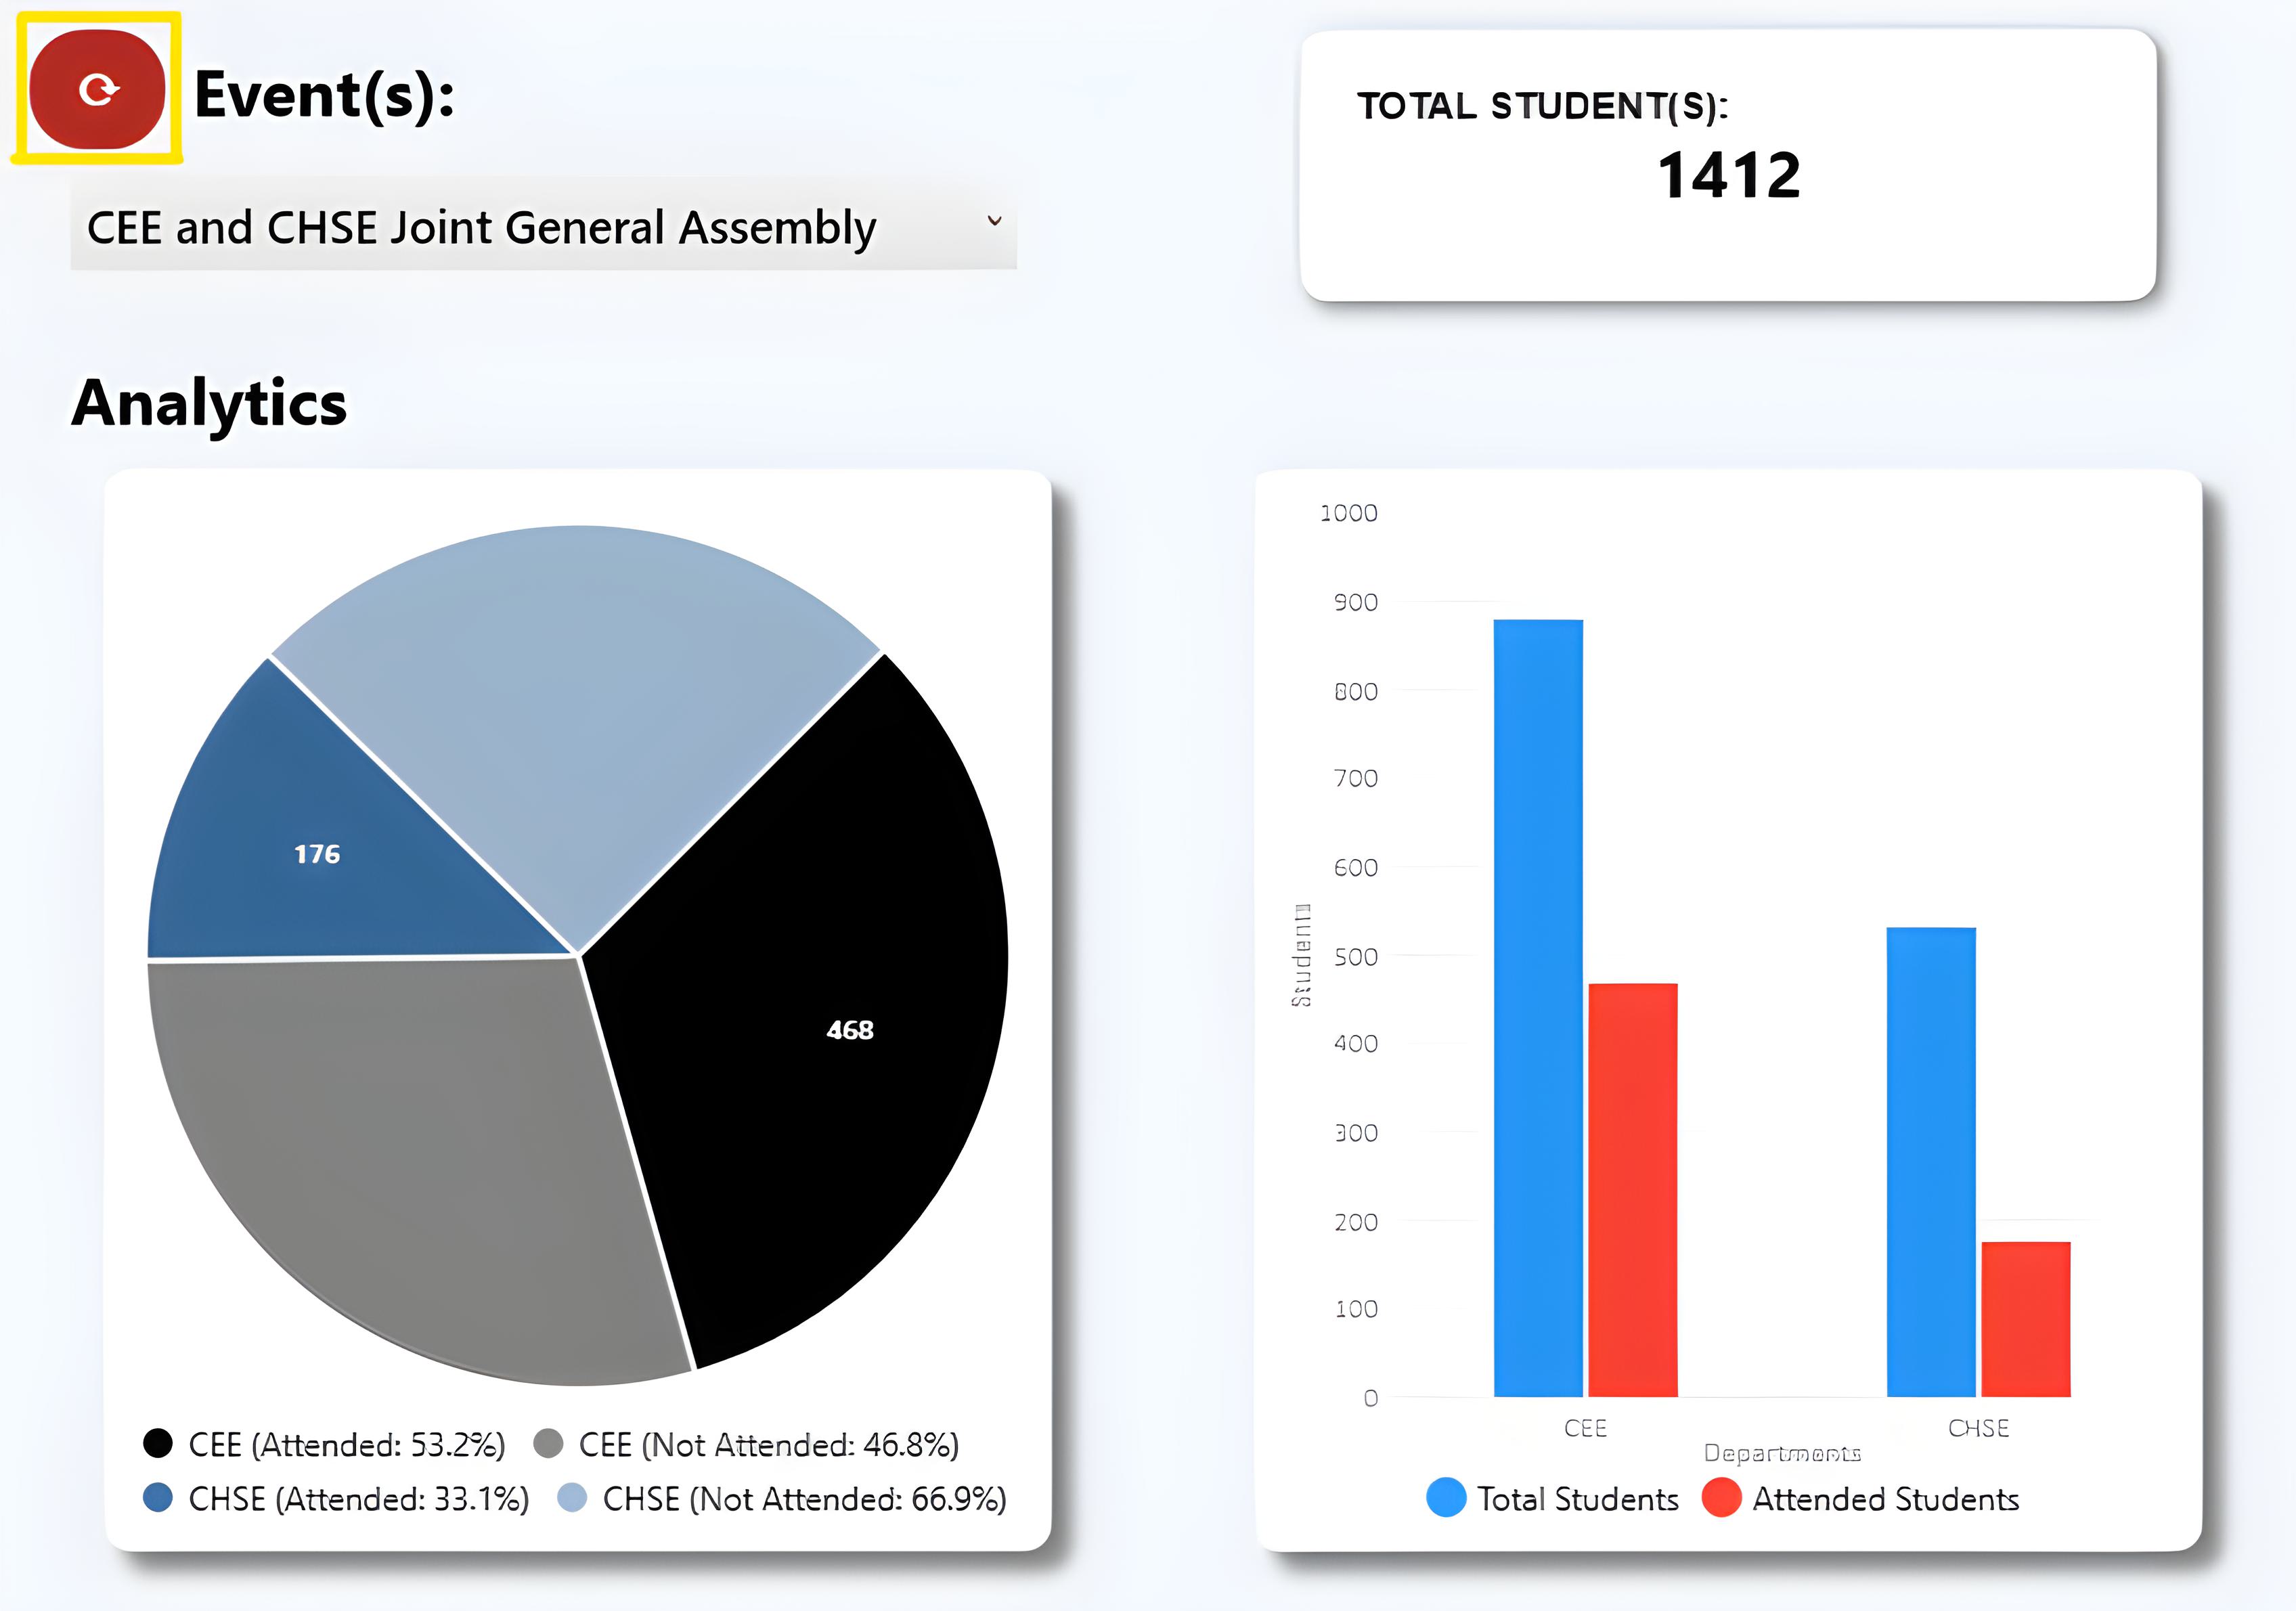 Event(s):
CEE and CHSE Joint General Assembly
TOTAL STUDENT(S):
1412
Analytics
176
468
CEE (Attended: 53.2%)
CEE (Not Attended: 46.8%)
CHSE (Attended: 33.1%)
CHSE (Not Attended: 66.9%)
1000
900
800
700
600
500
400
300
200
100
0
Students
CEE
CHSE
Departments
Total Students
Attended Students